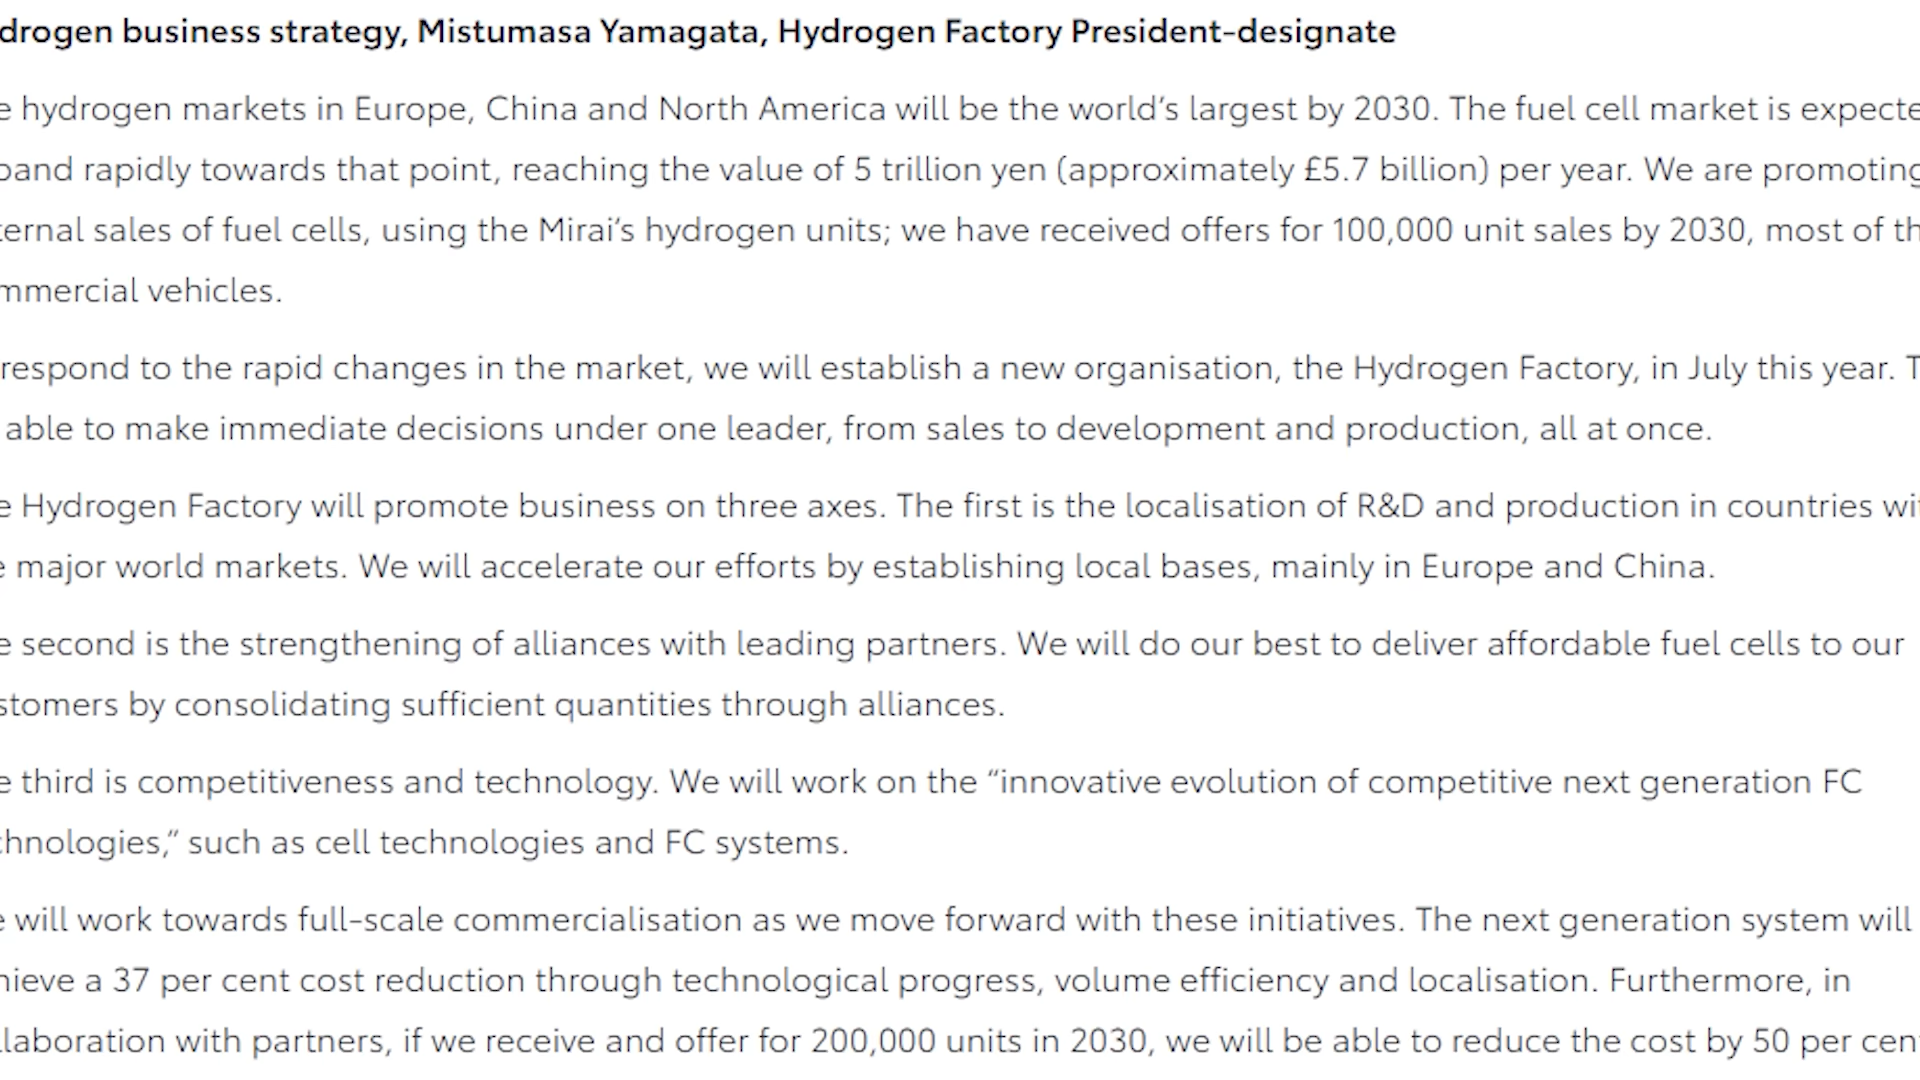 drogen business strategy, Mistumasa Yamagata, Hydrogen Factory President-designate
e hydrogen markets in Europe, China and North America will be the world's largest by 2030. The fuel cell market is expecte
pand rapidly towards that point, reaching the value of 5 trillion yen (approximately £5.7 billion) per year. We are promoting
ternal sales of fuel cells, using the Mirai's hydrogen units; we have received offers for 100,000 unit sales by 2030, most of th
mmercial vehicles.
respond to the rapid changes in the market, we will establish a new organisation, the Hydrogen Factory, in July this year. T
able to make immediate decisions under one leader, from sales to development and production, all at once.
e Hydrogen Factory will promote business on three axes. The first is the localisation of R&D and production in countries wit
e major world markets. We will accelerate our efforts by establishing local bases, mainly in Europe and China.
e second is the strengthening of alliances with leading partners. We will do our best to deliver affordable fuel cells to our
stomers by consolidating sufficient quantities through alliances.
e third is competitiveness and technology. We will work on the “innovative evolution of competitive next generation FC
chnologies,” such as cell technologies and FC systems.
e will work towards full-scale commercialisation as we move forward with these initiatives. The next generation system will
hieve a 37 per cent cost reduction through technological progress, volume efficiency and localisation. Furthermore, in
llaboration with partners, if we receive and offer for 200,000 units in 2030, we will be able to reduce the cost by 50 per cen